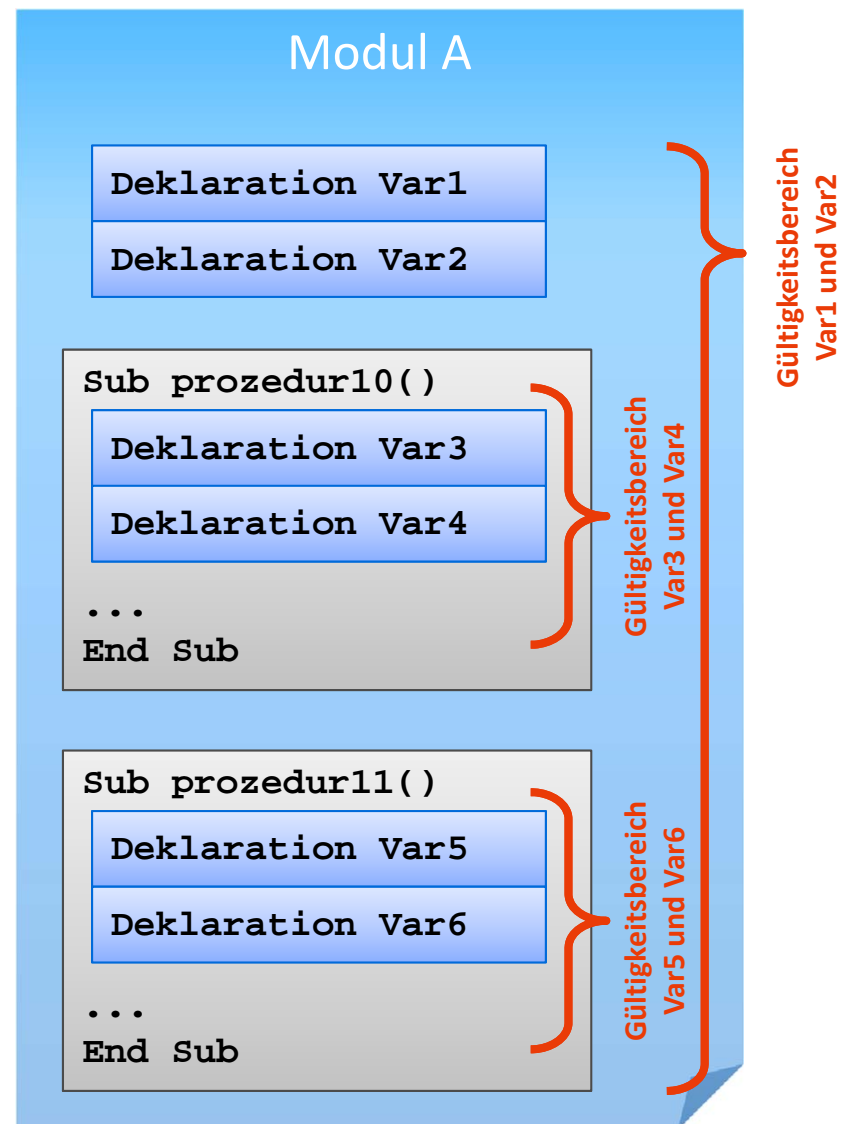 Modul A
Deklaration Var1
Deklaration Var2
Gültigkeitsbereich
Var1 und Var2
Sub prozedur10()
Deklaration Var3
Deklaration Var4
...
End Sub
Gültigkeitsbereich
Var3 und Var4
Sub prozedur11()
Deklaration Var5
Deklaration Var6
...
End Sub
Gültigkeitsbereich
Var5 und Var6